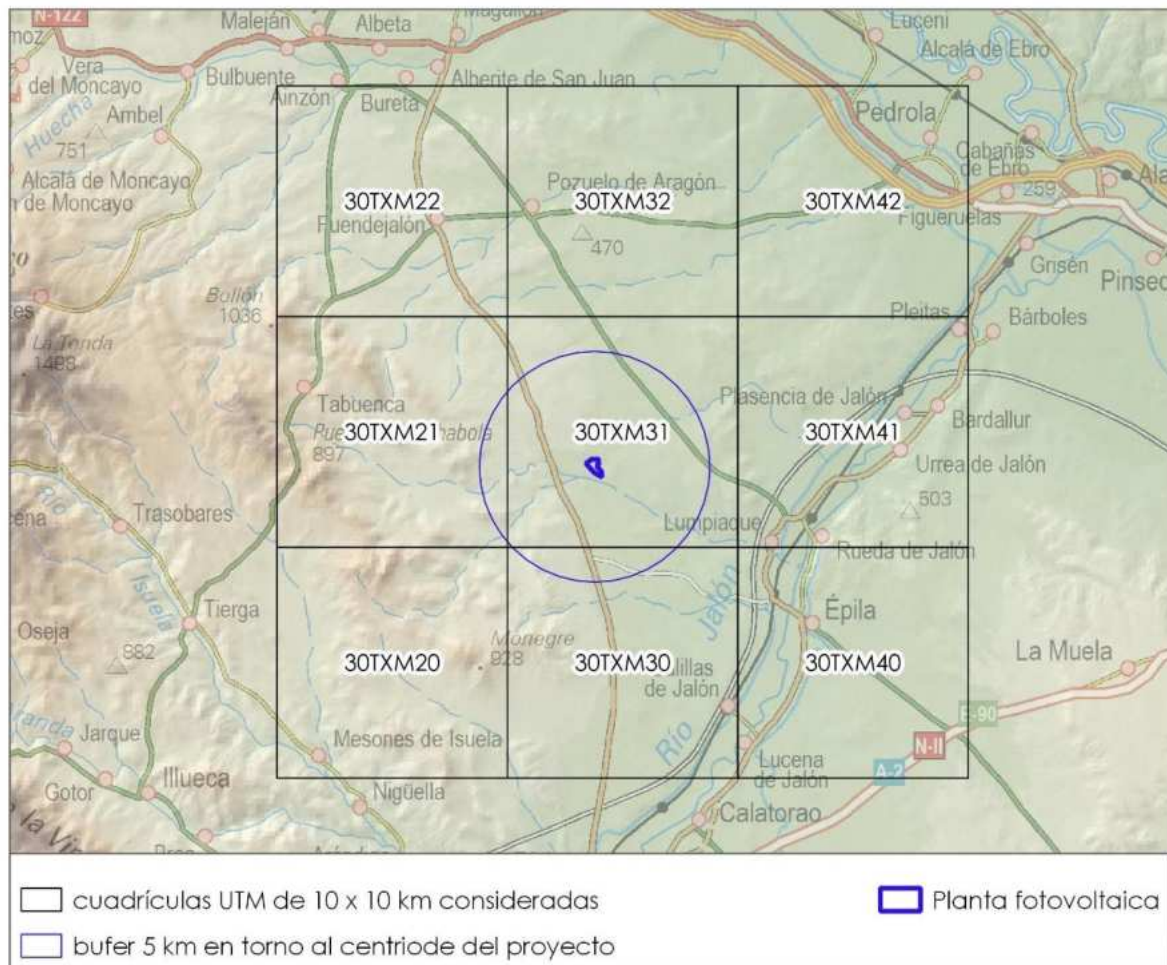 N-122
Maleján
Albeta
Magallón
Luceni
Alcalá de Ebro
Vera
del Moncayo
Bulbuente
Alberite de San Juan
Ainzón
Bureta
Pedrola
Huecha
Ambel
751
Cabañas
de Ebro
Alcalá de Moncayo
de Moncayo
Pozuelo de Aragón
259
30TXM22
30TXM32
30TXM42
Fuendejalón
Figueruelas
470
Grisén
Pinsec
Bollón
1036
Pleitas
Bárboles
La Tonda
Tabuenca
Plasencia de Jalón
Bardallur
30TXM21
30TXM31
30TXM41
897
Urrea de Jalón
Río
503
Trasobares
Lumpiaque
Rueda de Jalón
Isuela
Jalón
Tierga
Épila
Oseja
882
Monegre
928
La Muela
30TXM20
30TXM30
30TXM40
de Jalón
E-90
Río
N-II
Jarque
Mesones de Isuela
A-2
Lucena
de Jalón
Gotor
Illueca
Nigüella
Calatorao
cuadrículas UTM de 10 x 10 km consideradas
Planta fotovoltaica
bufer 5 km en torno al centriode del proyecto